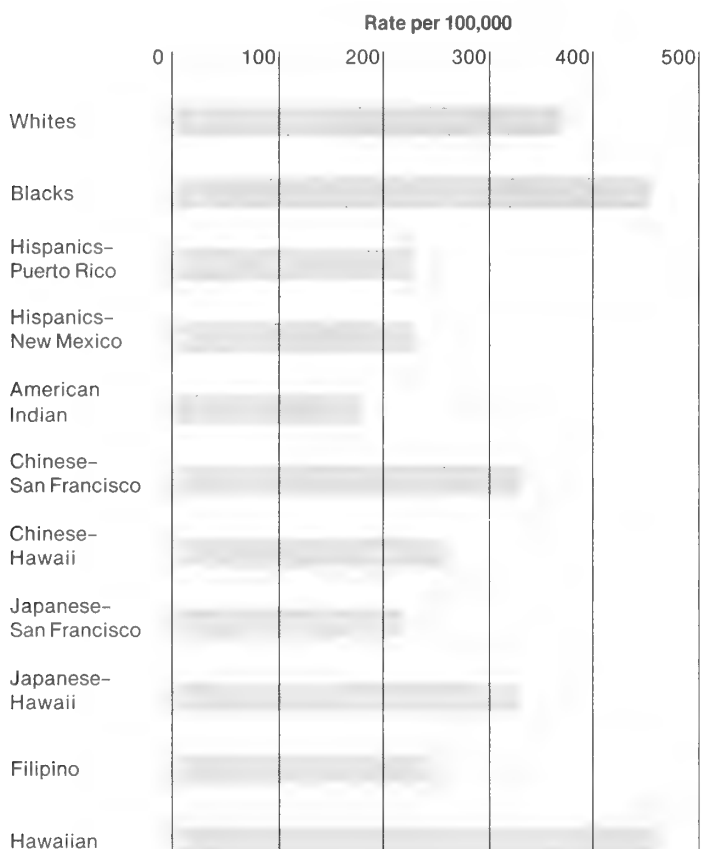 Rate per 100,000
0 100 200 300 400 500
Whites
Blacks
Hispanics–
Puerto Rico
Hispanics–
New Mexico
American
Indian
Chinese–
San Francisco
Chinese–
Hawaii
Japanese–
San Francisco
Japanese–
Hawaii
Filipino
Hawaiian